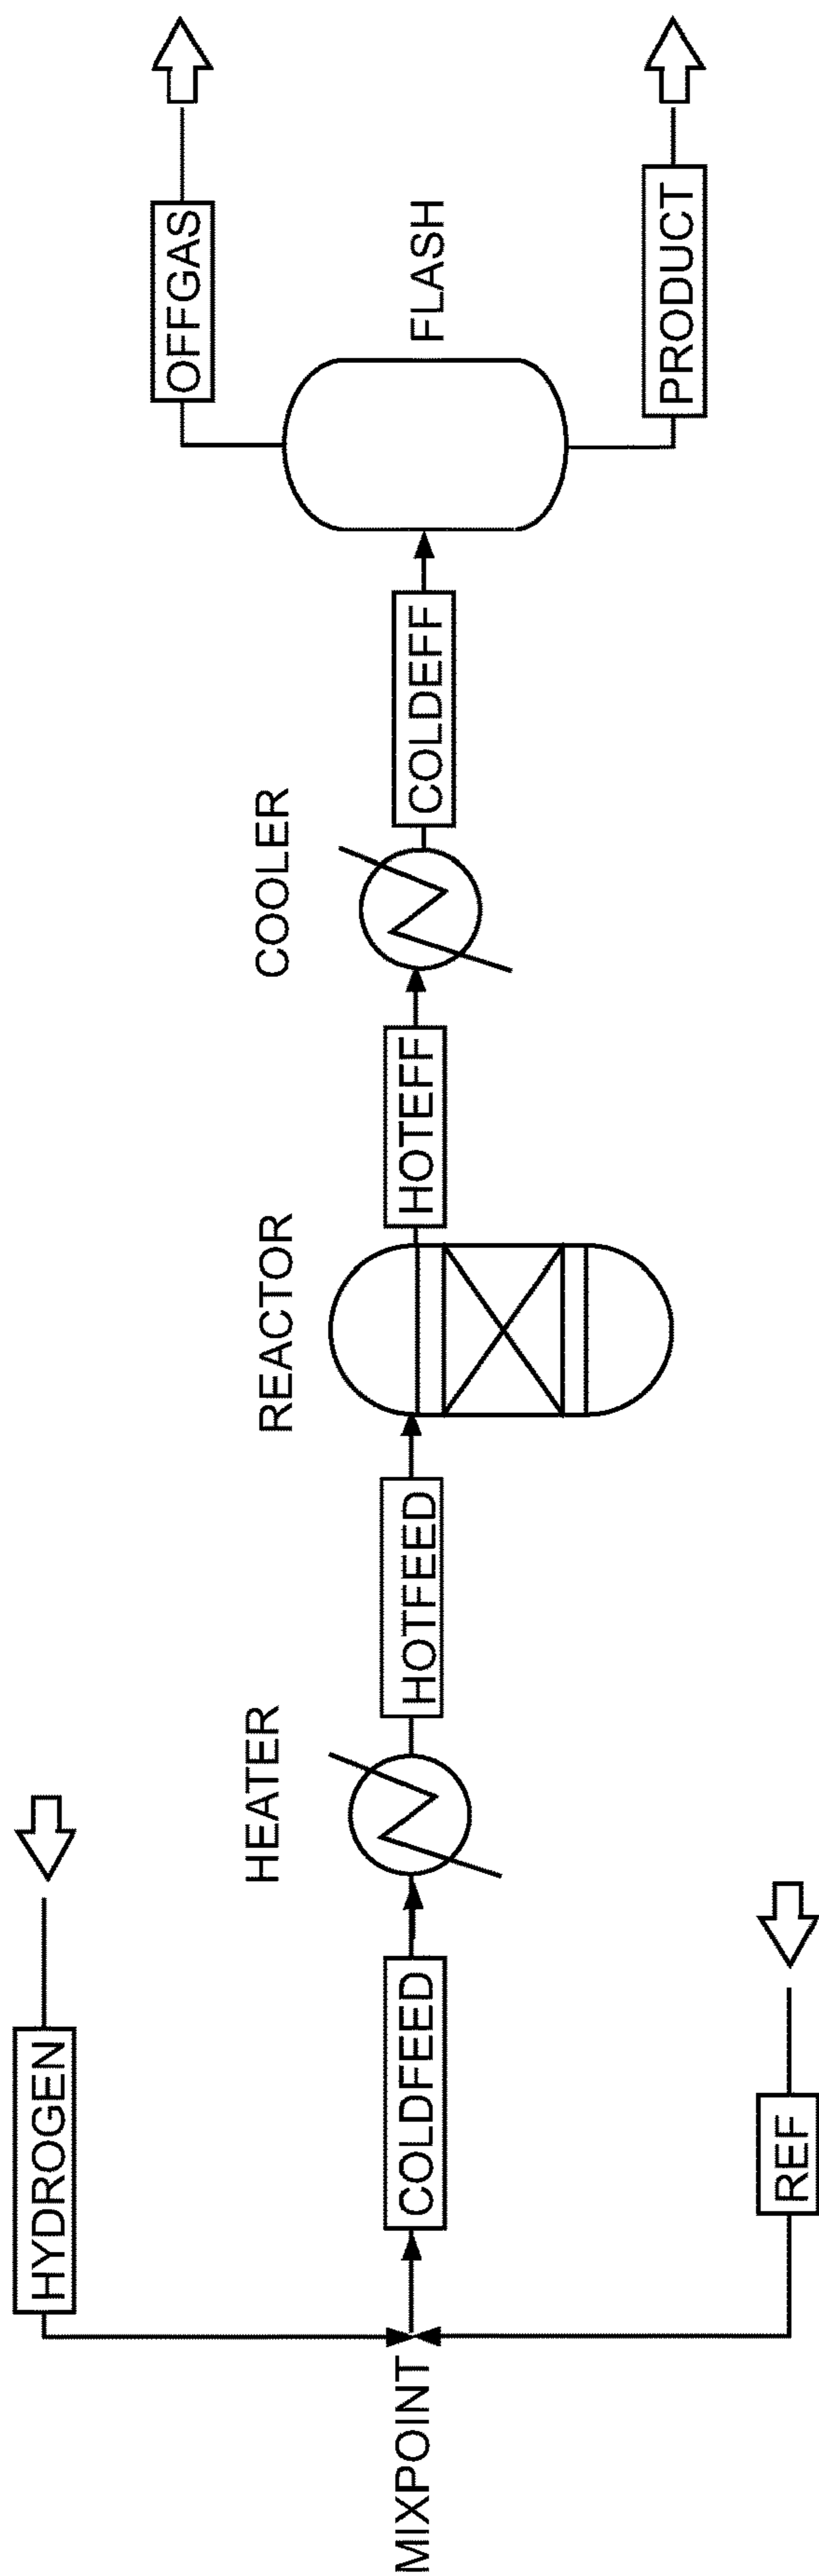 MIXPOINT
HYDROGEN
REF
COLDFEED
HEATER
HOTFEED
REACTOR
HOTEFF
COOLER
COLDEFF
FLASH
OFFGAS
PRODUCT